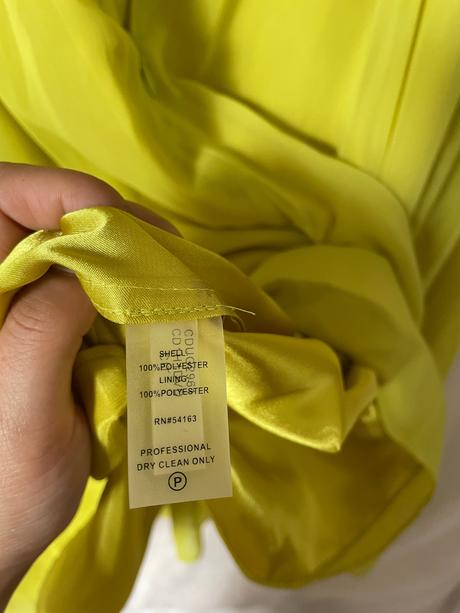 SHELL
100%POLYESTER
LINING
100%POLYESTER
RN#54163
PROFESSIONAL
DRY CLEAN ONLY
P